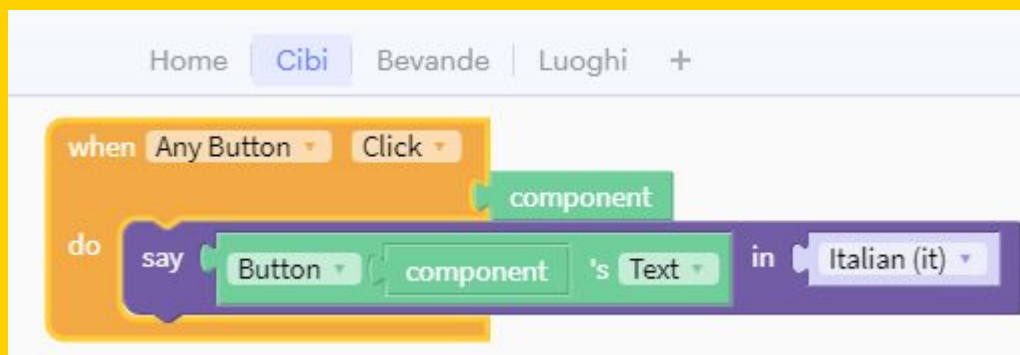 Home Cibi Bevande Luoghi +
when Any Button Click
component
do say Button component 's Text in Italian (it)